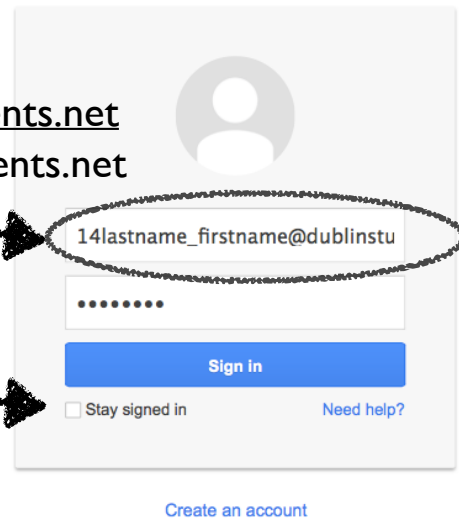 nts.net
ents.net
14lastname_firstname@dublinstu
••••••••
Sign in
Stay signed in Need help?
Create an account